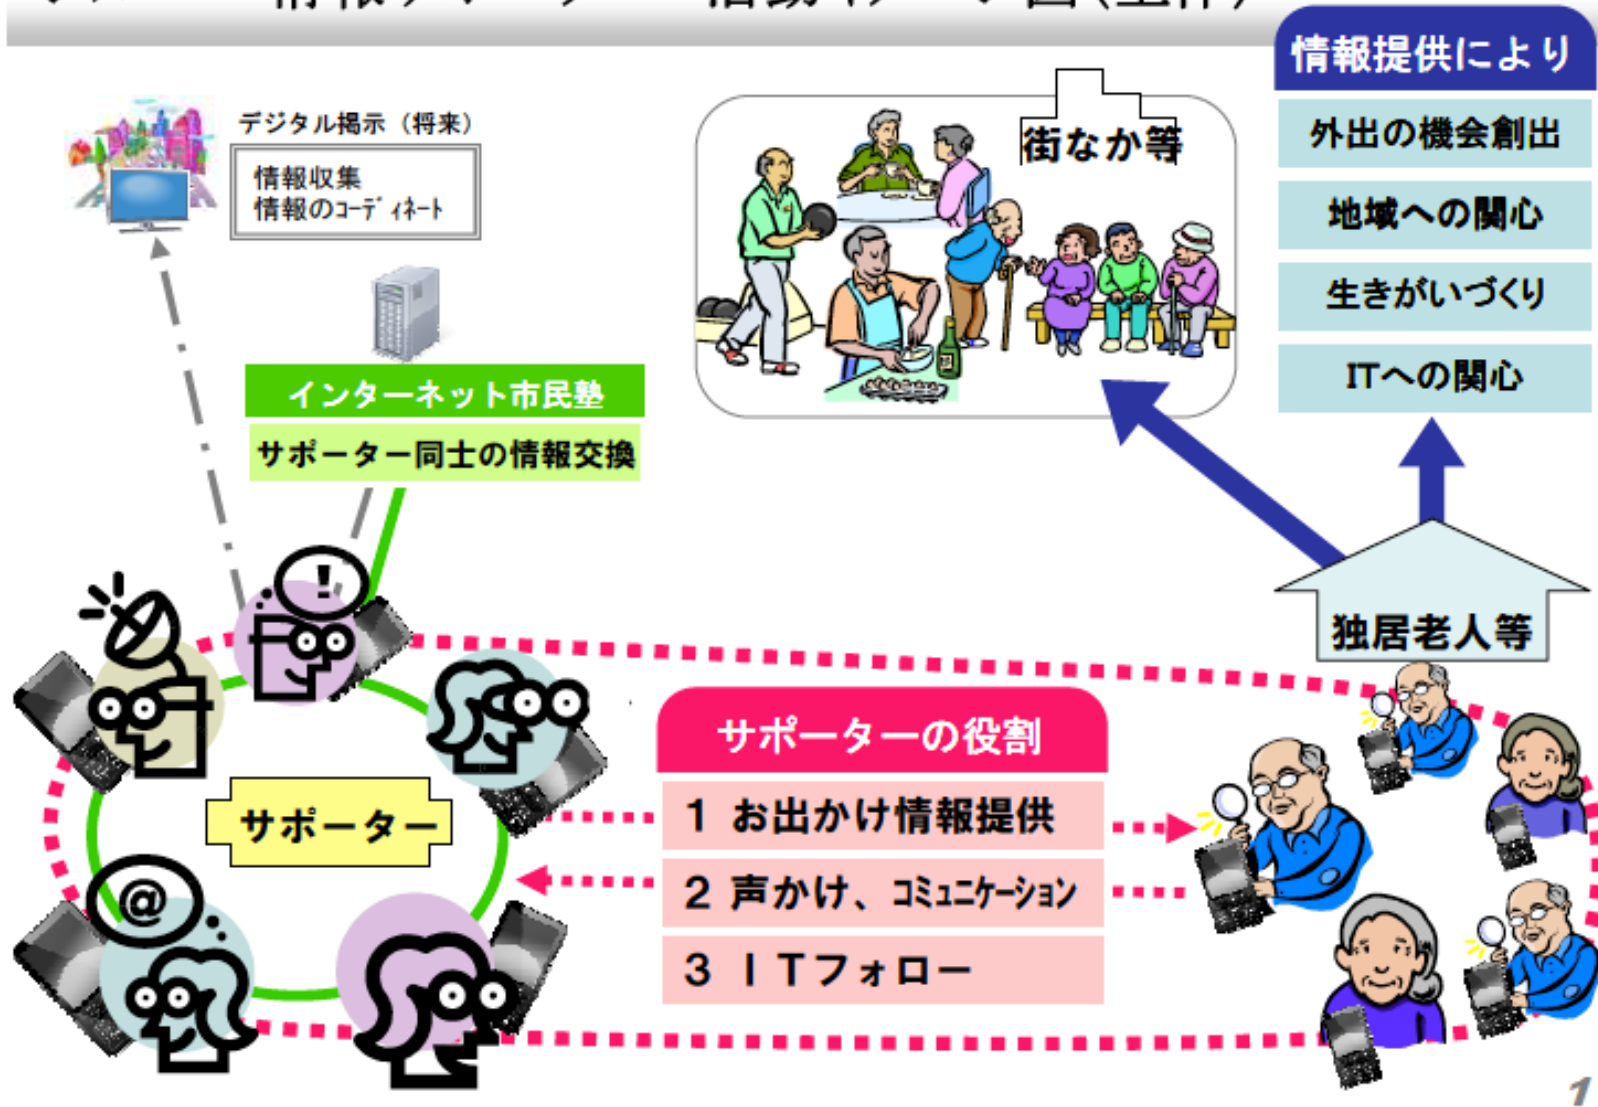 情報提供により
外出の機会創出
地域への関心
生きがいづくり
ITへの関心
デジタル掲示（将来）
情報収集
情報のｺｰﾃﾞｨﾈｰﾄ
街なか等
インターネット市民塾
サポーター同士の情報交換
独居老人等
サポーターの役割
1 お出かけ情報提供
2 声かけ、ｺﾐｭﾆｹｰｼｮﾝ
3 ＩＴフォロー
サポーター
!
@
1